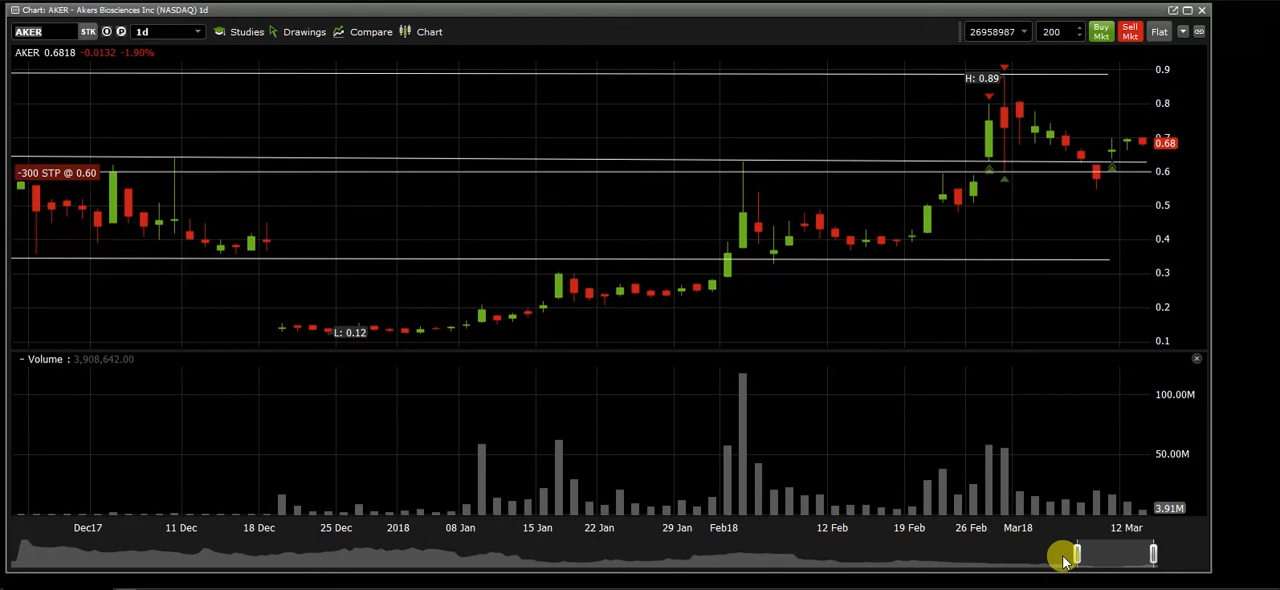 Chart: AKER - Akers Biosciences Inc (NASDAQ) 1d
AKER STK P 1d Studies Drawings Compare Chart 26958987 200 Buy Mkt Sell Mkt Flat
AKER 0.6818 -0.0132 -1.90%
0.9
H: 0.89
0.8
0.7
0.68
-300 STP @ 0.60
0.6
0.5
0.4
0.3
0.2
L: 0.12
0.1
- Volume : 3,908,642.00
100.00M
50.00M
3.91M
Dec17 11 Dec 18 Dec 25 Dec 2018 08 Jan 15 Jan 22 Jan 29 Jan Feb18 12 Feb 19 Feb 26 Feb Mar18 12 Mar